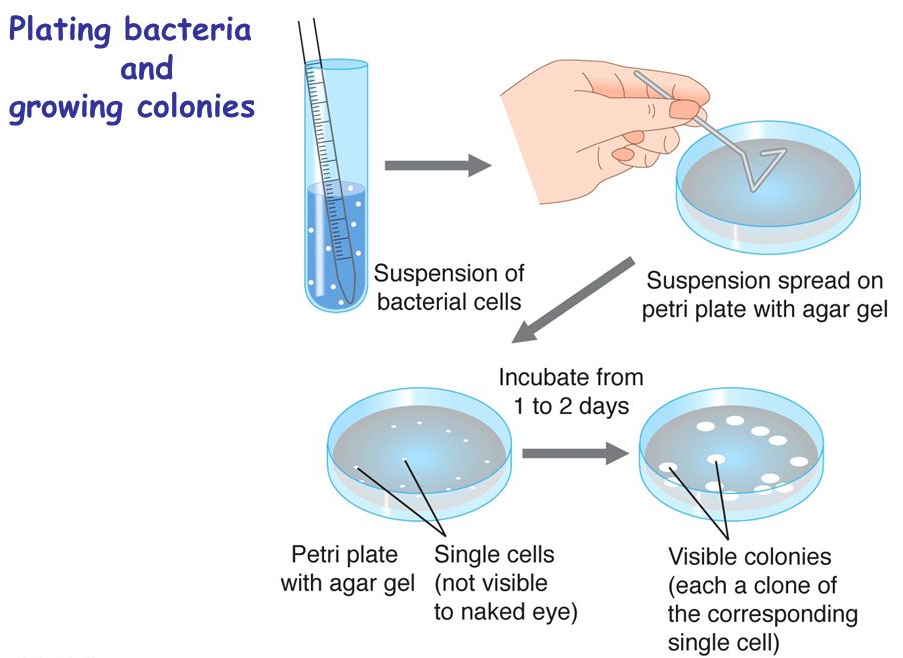 Plating bacteria
and
growing colonies
Suspension of
bacterial cells
Suspension spread on
petri plate with agar gel
Incubate from
1 to 2 days
Petri plate
with agar gel
Single cells
(not visible
to naked eye)
Visible colonies
(each a clone of
the corresponding
single cell)